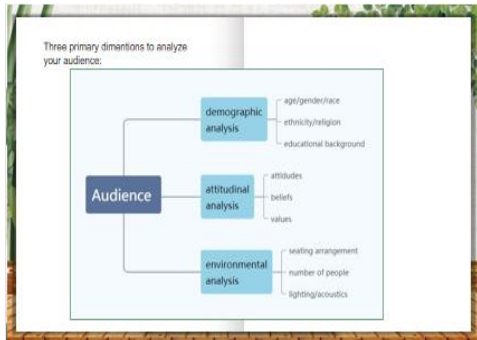 Three primary dimentions to analyze
your audience:
demographic
analysis
age/gender/race
ethnicity/religion
educational background
Audience
attitudinal
analysis
attidudes
beliefs
values
environmental
analysis
seating arrangement
number of people
lighting/acoustics